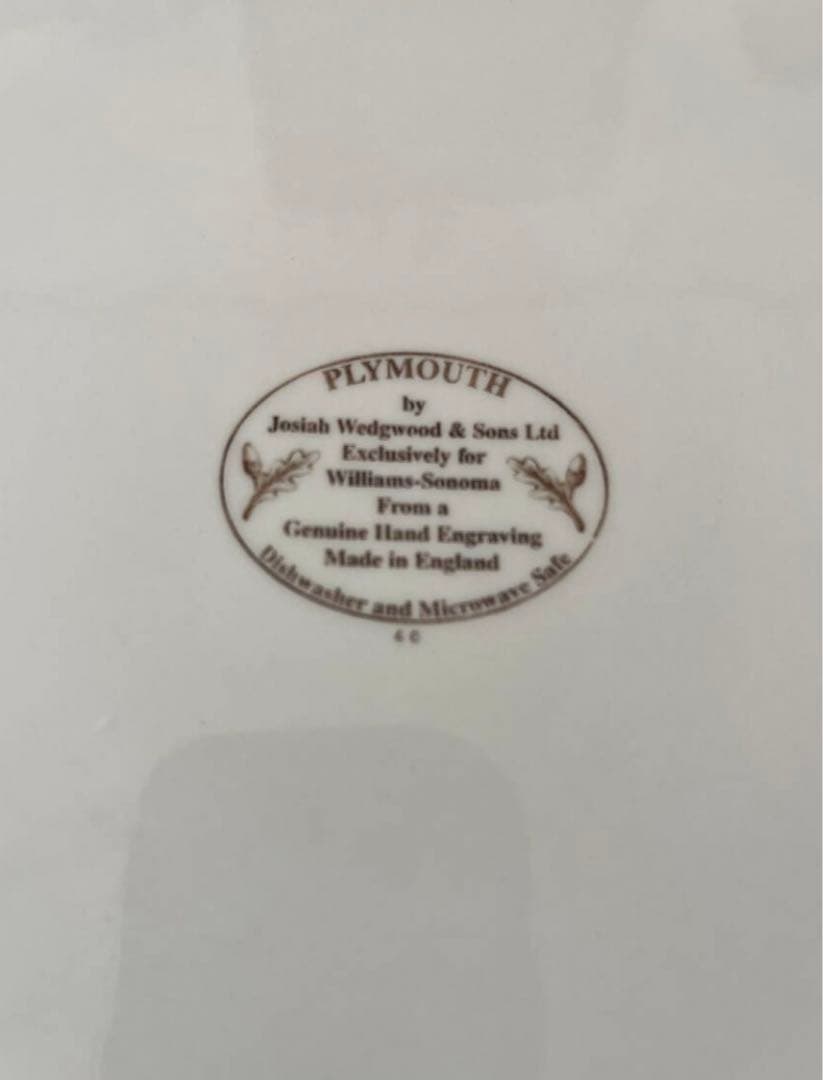 PLYMOUTH
by
Josiah Wedgwood & Sons Ltd
Exclusively for
Williams-Sonoma
From a
Genuine Hand Engraving
Made in England
Dishwasher and Microwave Safe